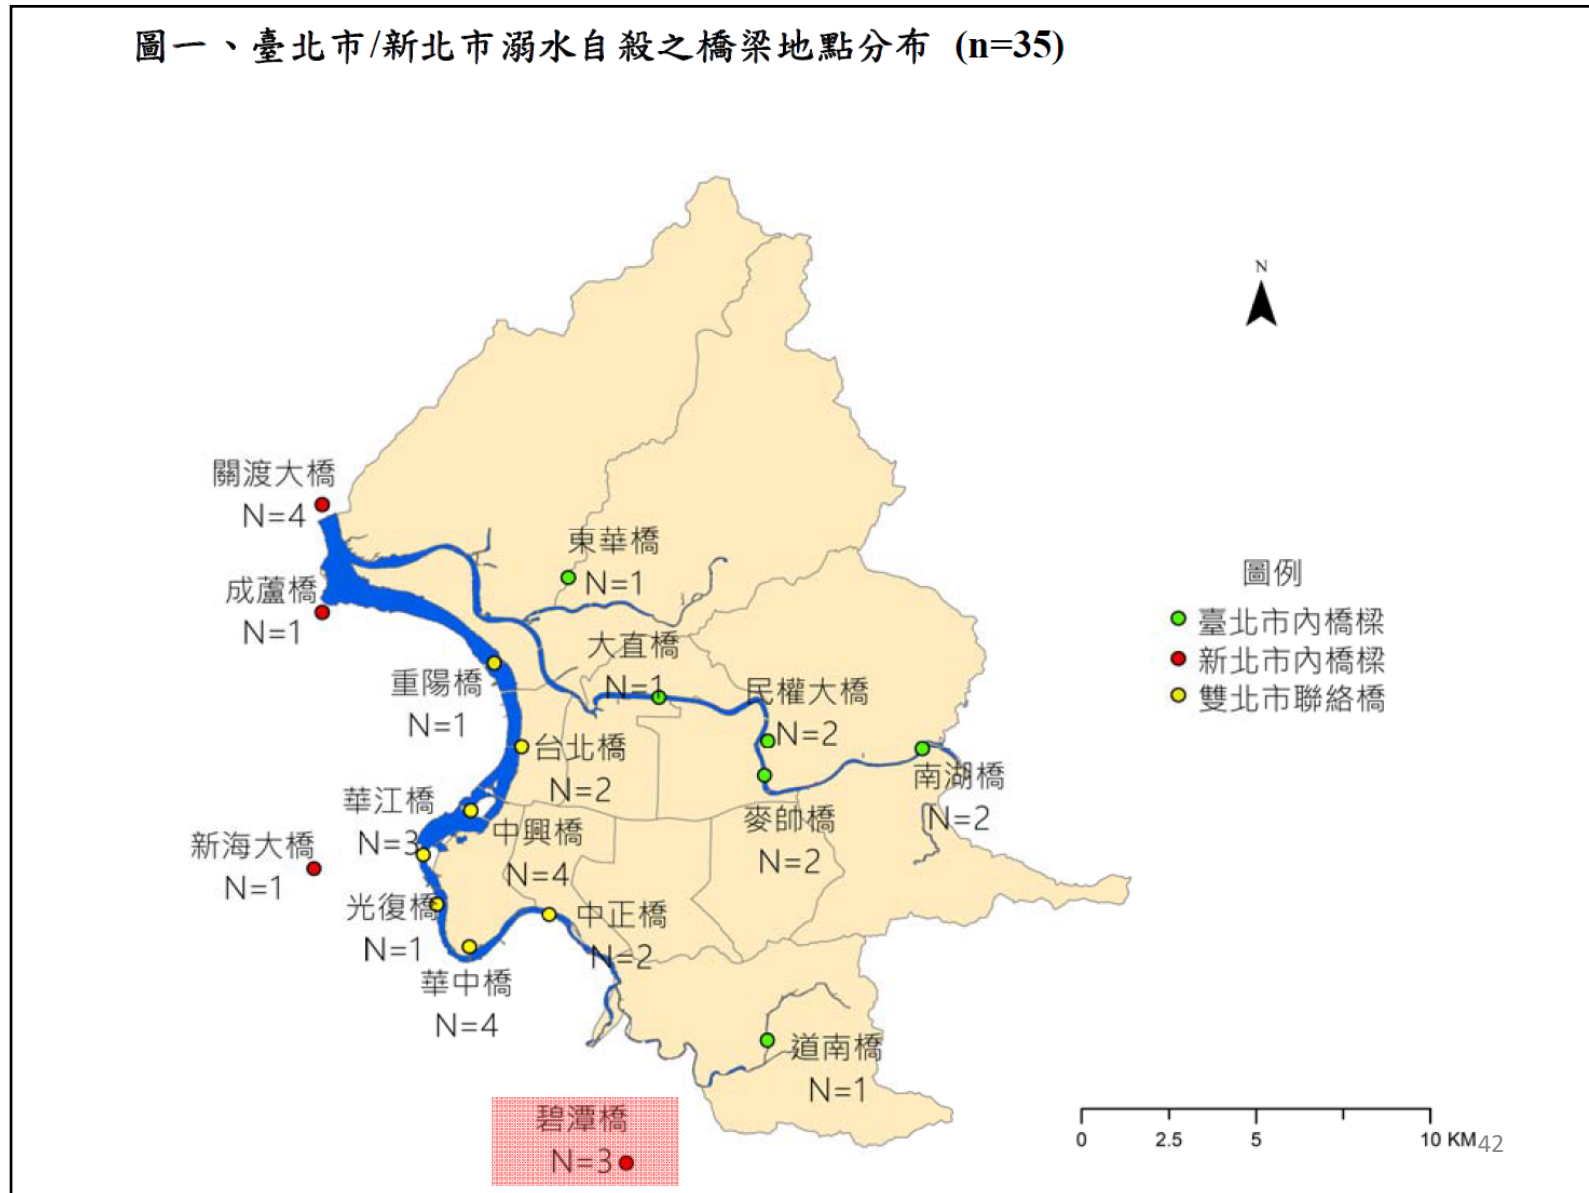 圖一、臺北市/新北市溺水自殺之橋梁地點分布 (n=35)
N
關渡大橋
N=4
東華橋
N=1
成蘆橋
N=1
大直橋
N=1
重陽橋
N=1
民權大橋
N=2
台北橋
N=2
南湖橋
N=2
華江橋
N=3
中興橋
N=4
麥帥橋
N=2
新海大橋
N=1
光復橋
N=1
中正橋
N=2
華中橋
N=4
道南橋
N=1
碧潭橋
N=3
圖例
臺北市內橋樑
新北市內橋樑
雙北市聯絡橋
0 2.5 5 10 KM
42